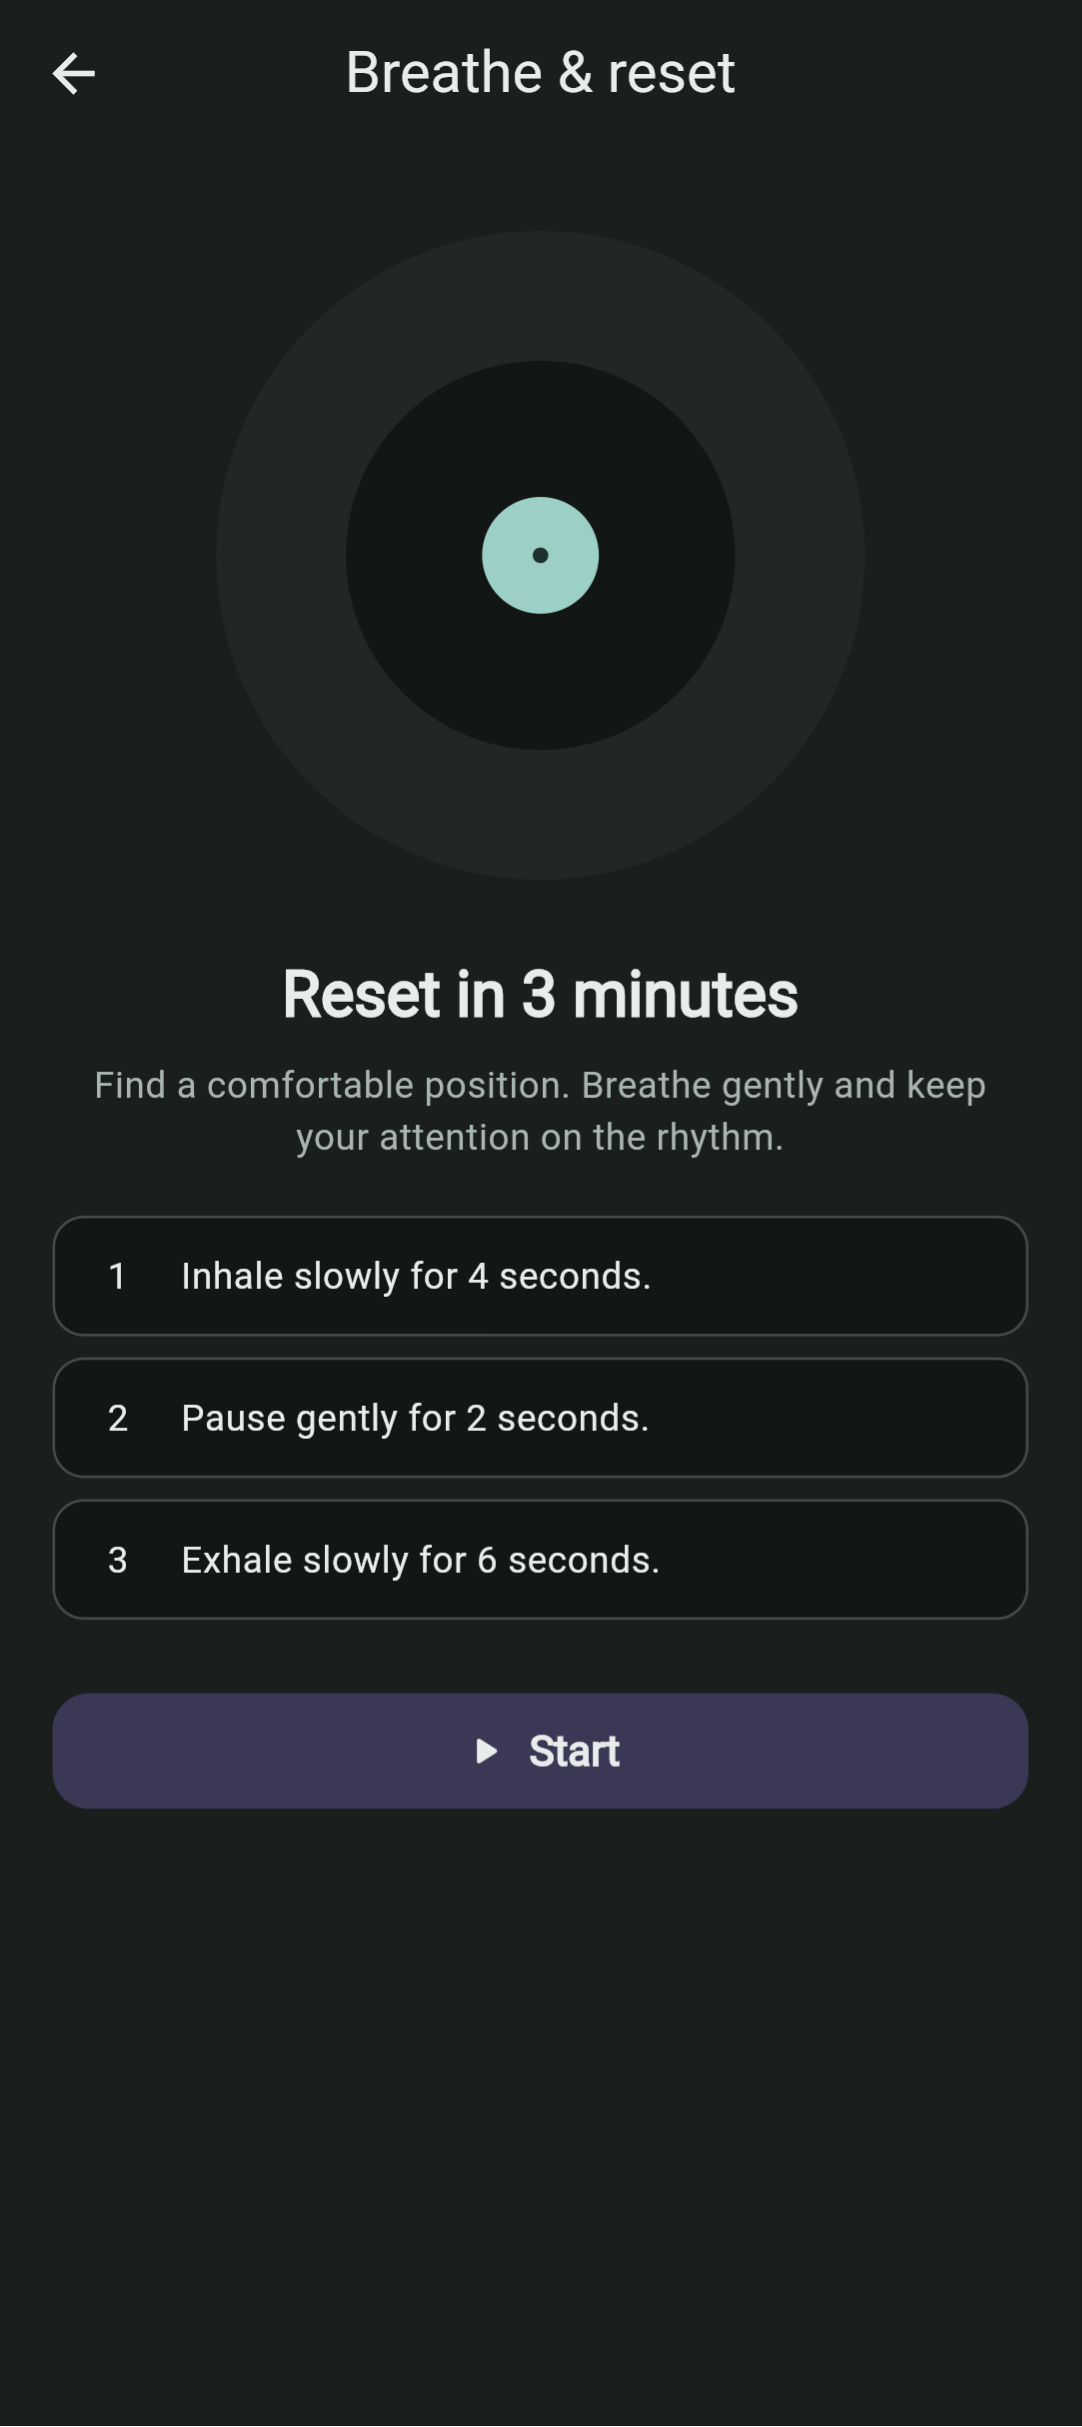 Breathe & reset
Reset in 3 minutes
Find a comfortable position. Breathe gently and keep
your attention on the rhythm.
1 Inhale slowly for 4 seconds.
2 Pause gently for 2 seconds.
3 Exhale slowly for 6 seconds.
Start